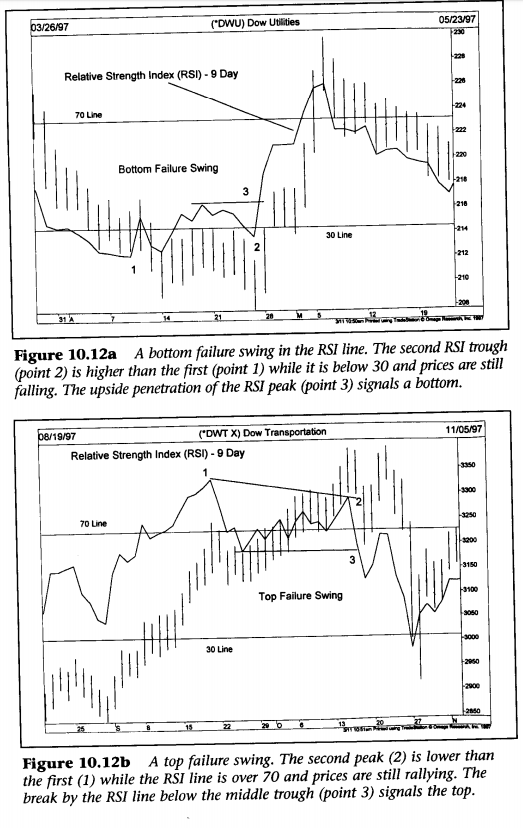 03/26/97 (*DWU) Dow Utilities 05/23/97
230
Relative Strength Index (RSI) - 9 Day
228
226
70 Line
224
222
Bottom Failure Swing
220
3
218
216
214
2
30 Line
1
212
210
208
31 A 7 14 21 28 M 5 12 19
3/11 10:50am Printed using TradeStation © Omega Research, Inc. 1997
Figure 10.12a A bottom failure swing in the RSI line. The second RSI trough
(point 2) is higher than the first (point 1) while it is below 30 and prices are still
falling. The upside penetration of the RSI peak (point 3) signals a bottom.
08/19/97 (*DWT X) Dow Transportation 11/05/97
Relative Strength Index (RSI) - 9 Day
1
3350
3300
2
70 Line
3250
3200
3
3150
3100
Top Failure Swing
3050
30 Line
3000
2950
2900
2850
25 S 8 15 22 29 O 6 13 20 27 N
3/11 10:51am Printed using TradeStation © Omega Research, Inc. 1997
Figure 10.12b A top failure swing. The second peak (2) is lower than
the first (1) while the RSI line is over 70 and prices are still rallying. The
break by the RSI line below the middle trough (point 3) signals the top.